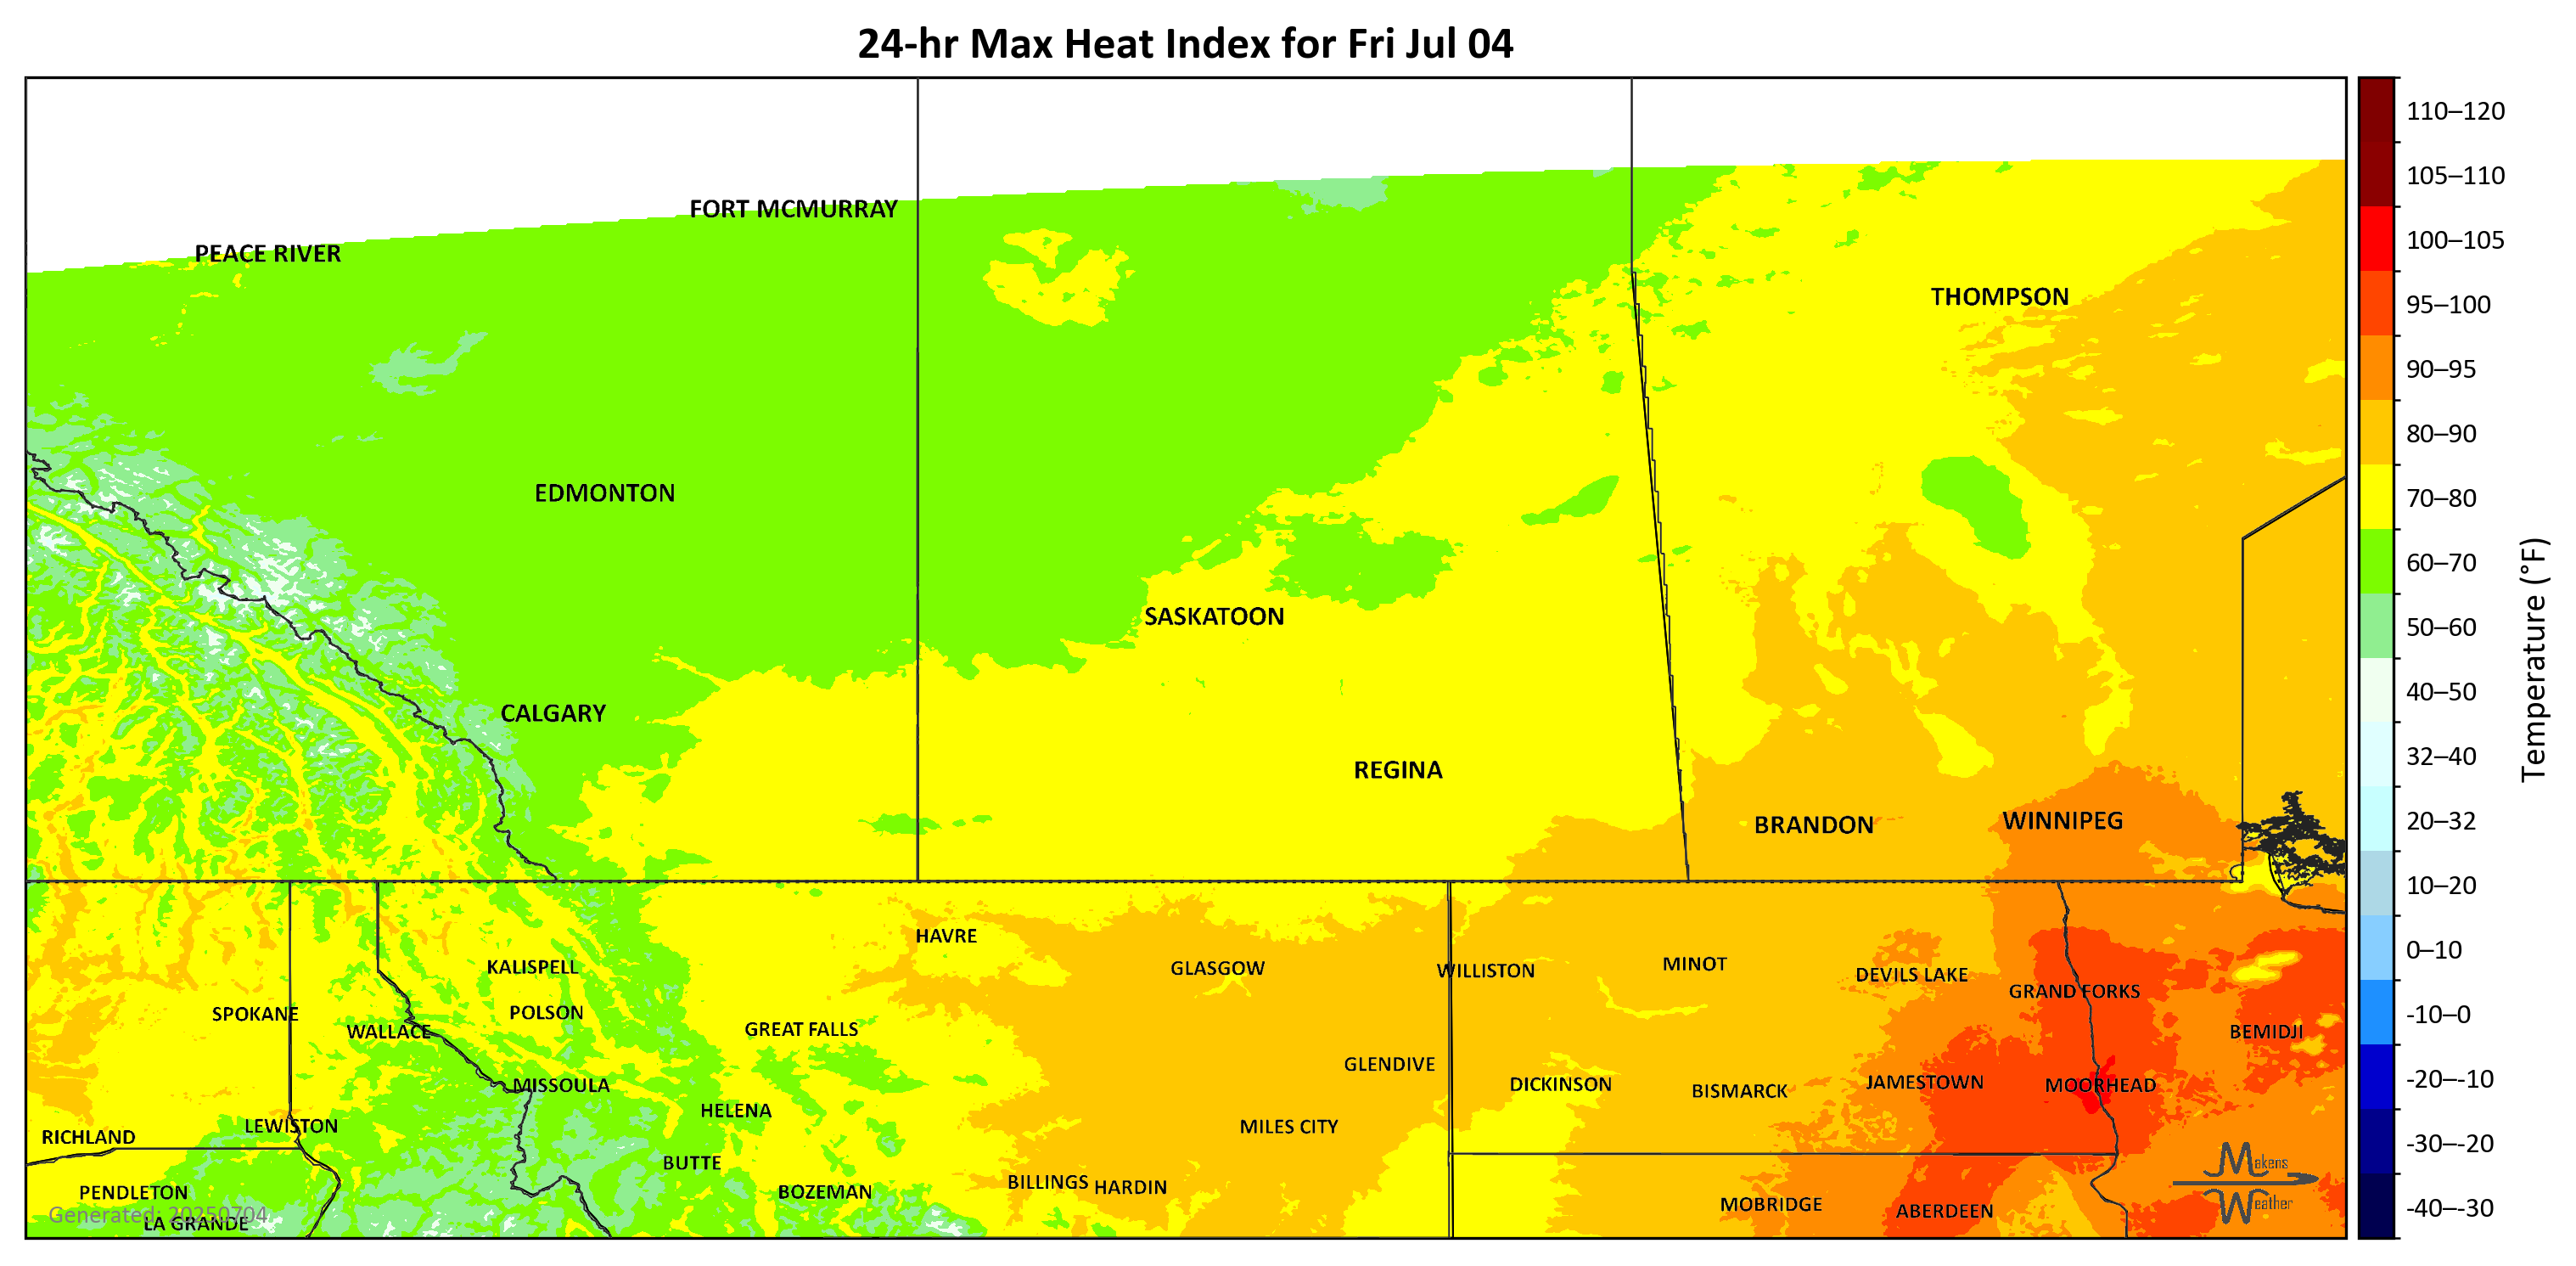 24-hr Max Heat Index for Fri Jul 04
FORT MCMURRAY
PEACE RIVER
THOMPSON
EDMONTON
SASKATOON
CALGARY
REGINA
BRANDON
WINNIPEG
HAVRE
KALISPELL
GLASGOW
WILLISTON
MINOT
DEVILS LAKE
GRAND FORKS
SPOKANE
POLSON
WALLACE
GREAT FALLS
BEMIDJI
GLENDIVE
MISSOULA
DICKINSON
BISMARCK
JAMESTOWN
MOORHEAD
HELENA
LEWISTON
MILES CITY
RICHLAND
BUTTE
PENDLETON
BOZEMAN
BILLINGS
HARDIN
MOBRIDGE
ABERDEEN
Generated: 20250704
LA GRANDE
Makens
Weather
110–120
105–110
100–105
95–100
90–95
80–90
70–80
60–70
50–60
40–50
32–40
20–32
10–20
0–10
-10–0
-20–-10
-30–-20
-40–-30
Temperature (°F)